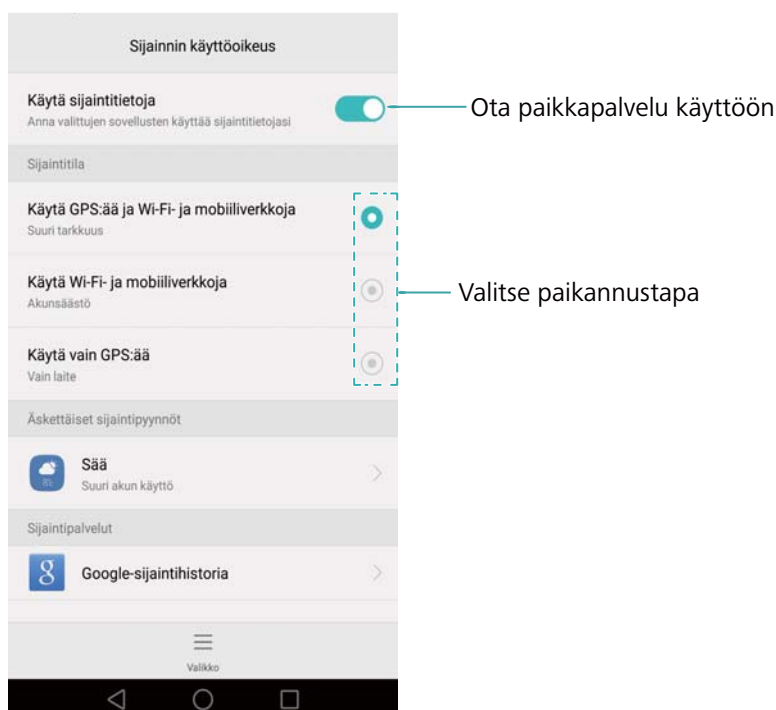 Sijainnin käyttöoikeus
Käytä sijaintitietoja
Anna valittujen sovellusten käyttää sijaintitietojasi
Ota paikkapalvelu käyttöön
Sijaintitila
Käytä GPS:ää ja Wi-Fi- ja mobiiliverkkoja
Suuri tarkkuus
Käytä Wi-Fi- ja mobiiliverkkoja
Akunsäästö
Valitse paikannustapa
Käytä vain GPS:ää
Vain laite
Äskettäiset sijaintipyynnöt
Sää
Suuri akun käyttö
Sijaintipalvelut
8
Google-sijaintihistoria
Valikko